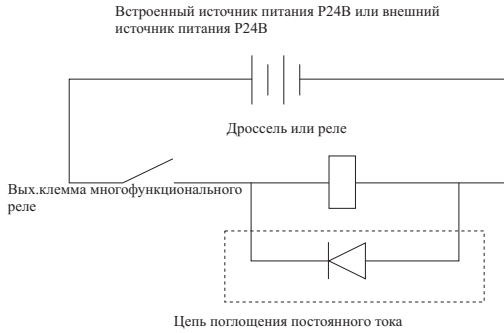 Встроенный источник питания P24В или внешний
источник питания P24В
Дроссель или реле
Вых.клемма многофункционального
реле
Цепь поглощения постоянного тока